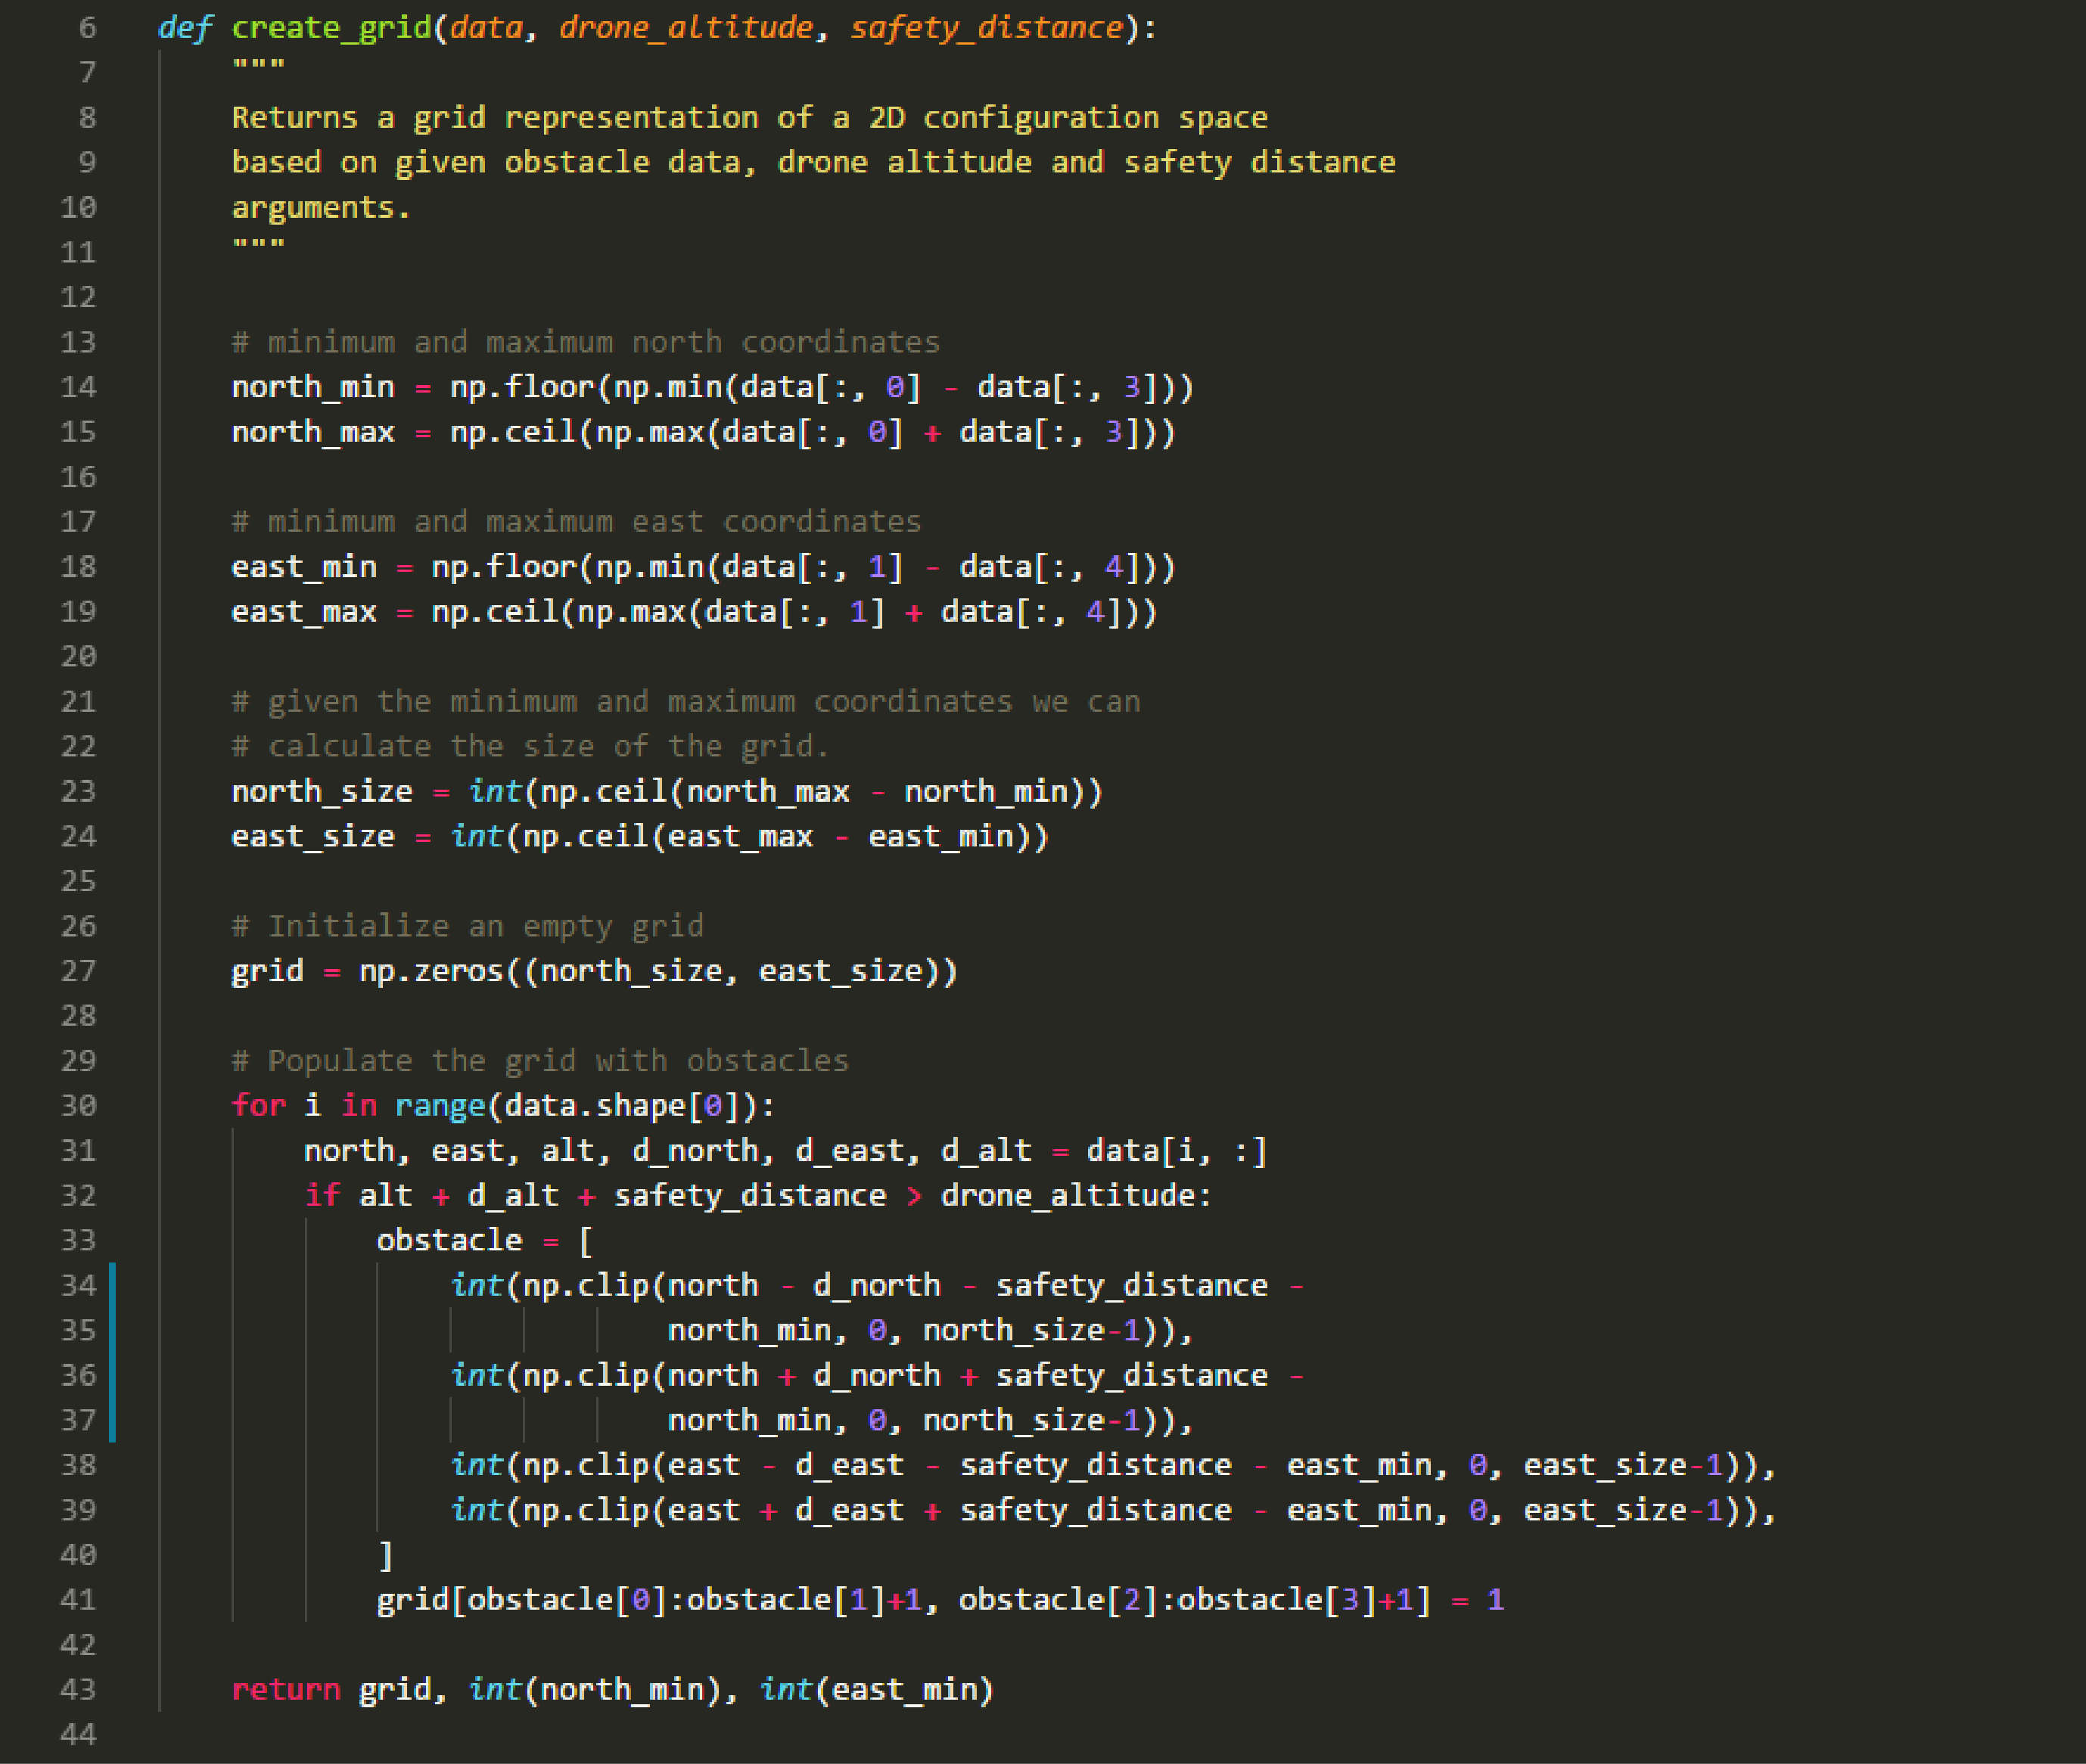 6 def create_grid(data, drone_altitude, safety_distance):
7 """
8 Returns a grid representation of a 2D configuration space
9 based on given obstacle data, drone altitude and safety distance
10 arguments.
11 """
12
13 # minimum and maximum north coordinates
14 north_min = np.floor(np.min(data[:, 0] - data[:, 3]))
15 north_max = np.ceil(np.max(data[:, 0] + data[:, 3]))
16
17 # minimum and maximum east coordinates
18 east_min = np.floor(np.min(data[:, 1] - data[:, 4]))
19 east_max = np.ceil(np.max(data[:, 1] + data[:, 4]))
20
21 # given the minimum and maximum coordinates we can
22 # calculate the size of the grid.
23 north_size = int(np.ceil(north_max - north_min))
24 east_size = int(np.ceil(east_max - east_min))
25
26 # Initialize an empty grid
27 grid = np.zeros((north_size, east_size))
28
29 # Populate the grid with obstacles
30 for i in range(data.shape[0]):
31 north, east, alt, d_north, d_east, d_alt = data[i, :]
32 if alt + d_alt + safety_distance > drone_altitude:
33 obstacle = [
34 int(np.clip(north - d_north - safety_distance -
35 north_min, 0, north_size-1)),
36 int(np.clip(north + d_north + safety_distance -
37 north_min, 0, north_size-1)),
38 int(np.clip(east - d_east - safety_distance - east_min, 0, east_size-1)),
39 int(np.clip(east + d_east + safety_distance - east_min, 0, east_size-1)),
40 ]
41 grid[obstacle[0]:obstacle[1]+1, obstacle[2]:obstacle[3]+1] = 1
42
43 return grid, int(north_min), int(east_min)
44